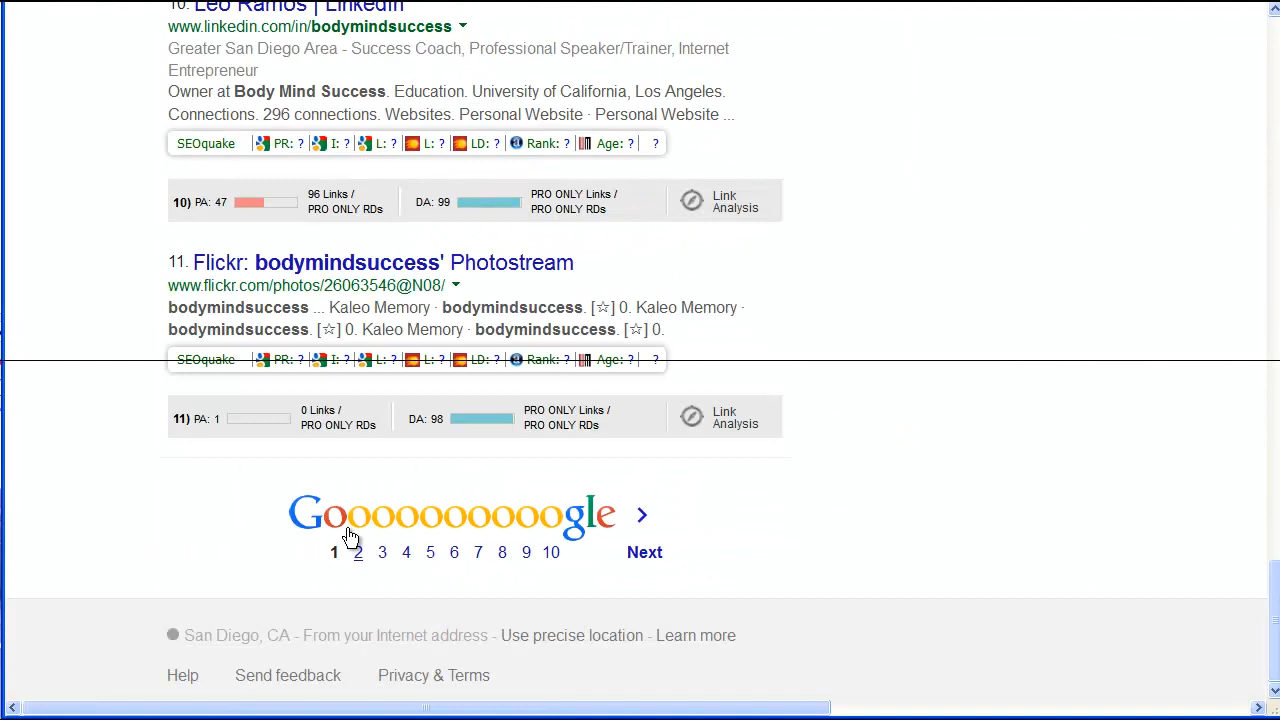 10. Leo Ramos | LinkedIn
www.linkedin.com/in/bodymindsuccess
Greater San Diego Area - Success Coach, Professional Speaker/Trainer, Internet
Entrepreneur
Owner at Body Mind Success. Education. University of California, Los Angeles.
Connections. 296 connections. Websites. Personal Website · Personal Website ...
SEOquake PR: ? I: ? L: ? L: ? LD: ? Rank: ? Age: ? ?
10) PA: 47 96 Links / DA: 99 PRO ONLY Links / Link
PRO ONLY RDs PRO ONLY RDs Analysis
11. Flickr: bodymindsuccess' Photostream
www.flickr.com/photos/26063546@N08/
bodymindsuccess ... Kaleo Memory · bodymindsuccess. [☆] 0. Kaleo Memory ·
bodymindsuccess. [☆] 0. Kaleo Memory · bodymindsuccess. [☆] 0.
SEOquake PR: ? I: ? L: ? L: ? LD: ? Rank: ? Age: ? ?
11) PA: 1 0 Links / DA: 98 PRO ONLY Links / Link
PRO ONLY RDs PRO ONLY RDs Analysis
Goooooooooogle >
1 2 3 4 5 6 7 8 9 10 Next
San Diego, CA - From your Internet address - Use precise location - Learn more
Help Send feedback Privacy & Terms